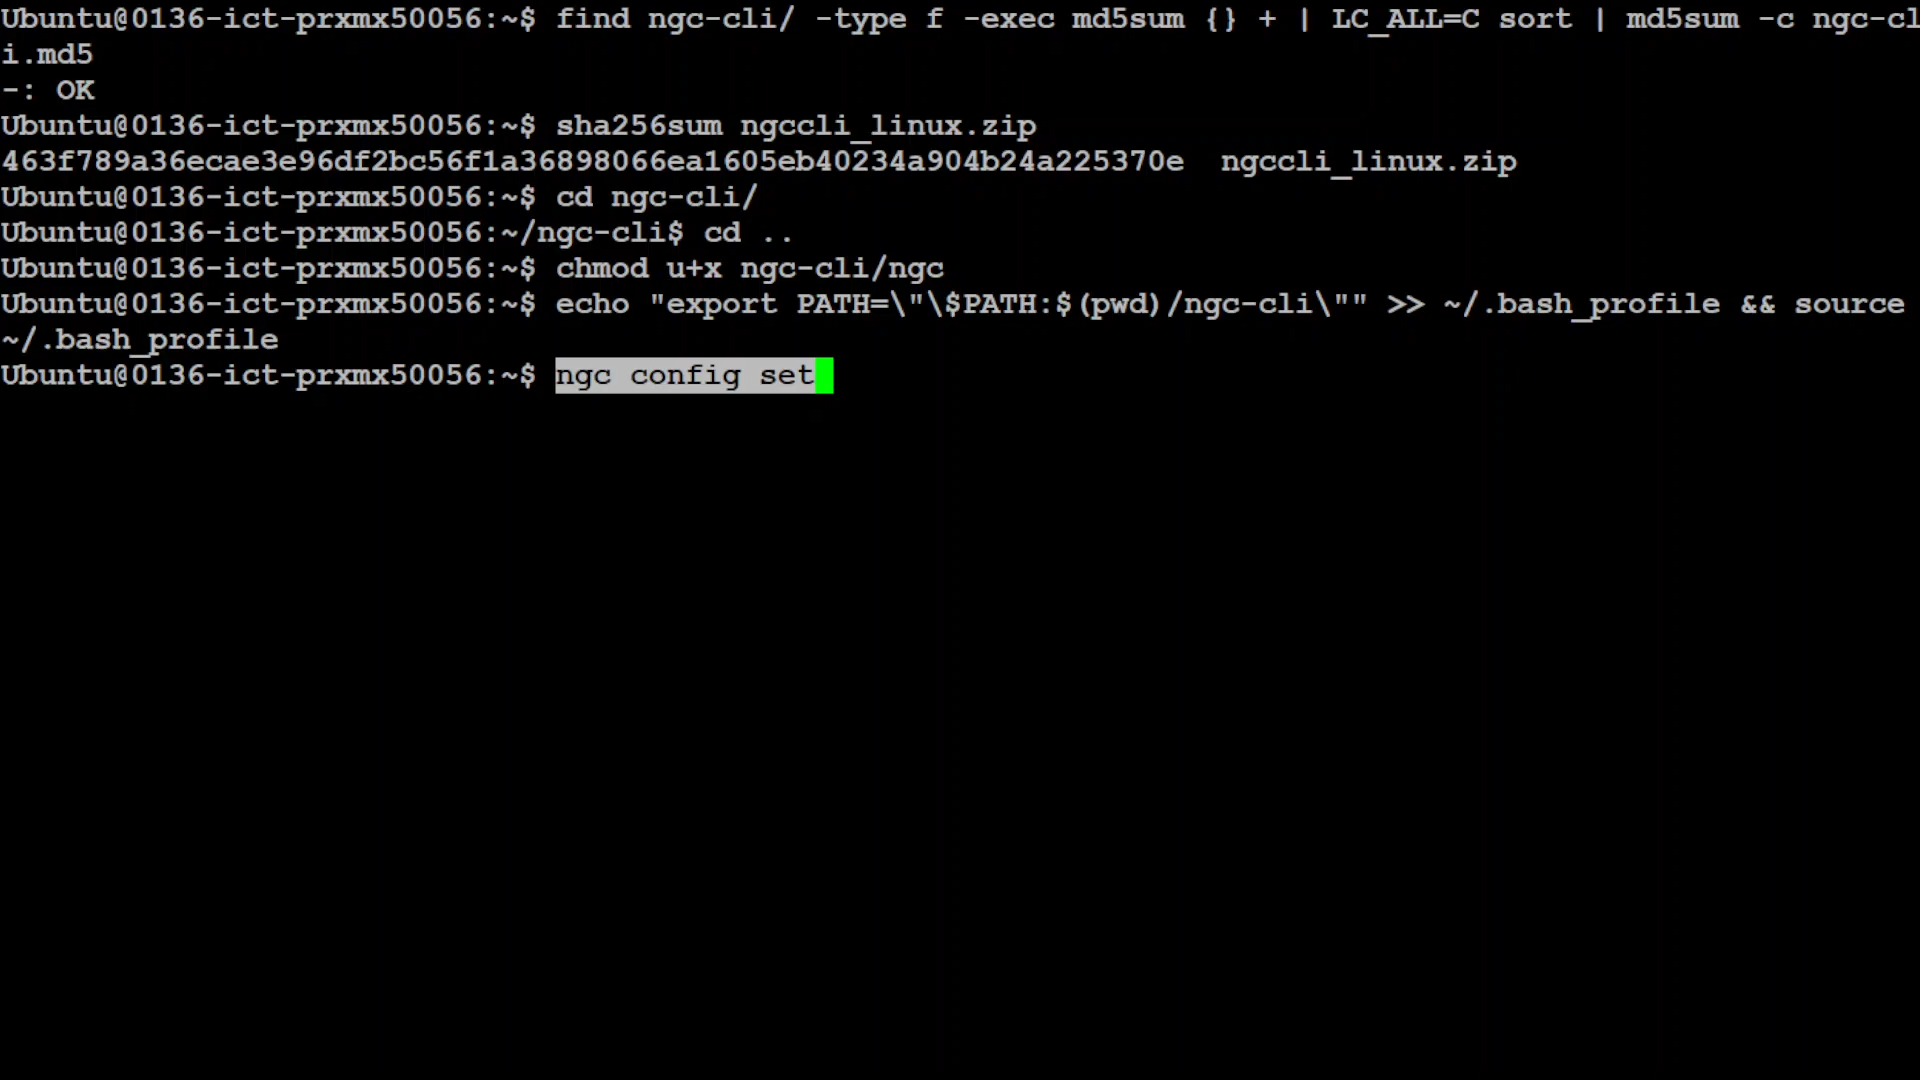 Ubuntu@0136-ict-prxmx50056:~$ find ngc-cli/ -type f -exec md5sum {} + | LC_ALL=C sort | md5sum -c ngc-cl
i.md5
-: OK
Ubuntu@0136-ict-prxmx50056:~$ sha256sum ngccli_linux.zip
463f789a36ecae3e96df2bc56f1a36898066ea1605eb40234a904b24a225370e  ngccli_linux.zip
Ubuntu@0136-ict-prxmx50056:~$ cd ngc-cli/
Ubuntu@0136-ict-prxmx50056:~/ngc-cli$ cd ..
Ubuntu@0136-ict-prxmx50056:~$ chmod u+x ngc-cli/ngc
Ubuntu@0136-ict-prxmx50056:~$ echo "export PATH=\"\$PATH:$(pwd)/ngc-cli\"" >> ~/.bash_profile && source
~/.bash_profile
Ubuntu@0136-ict-prxmx50056:~$ ngc config set